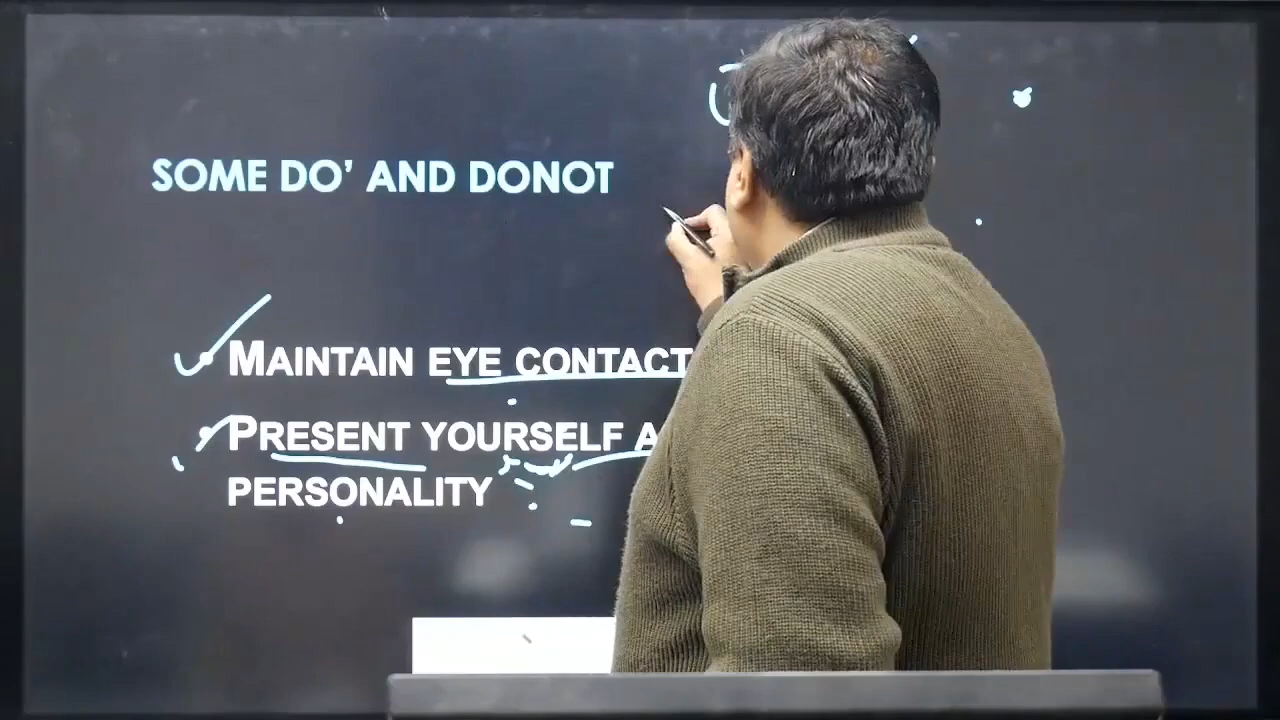 SOME DO' AND DONOT
MAINTAIN EYE CONTACT
PRESENT YOURSELF A
PERSONALITY